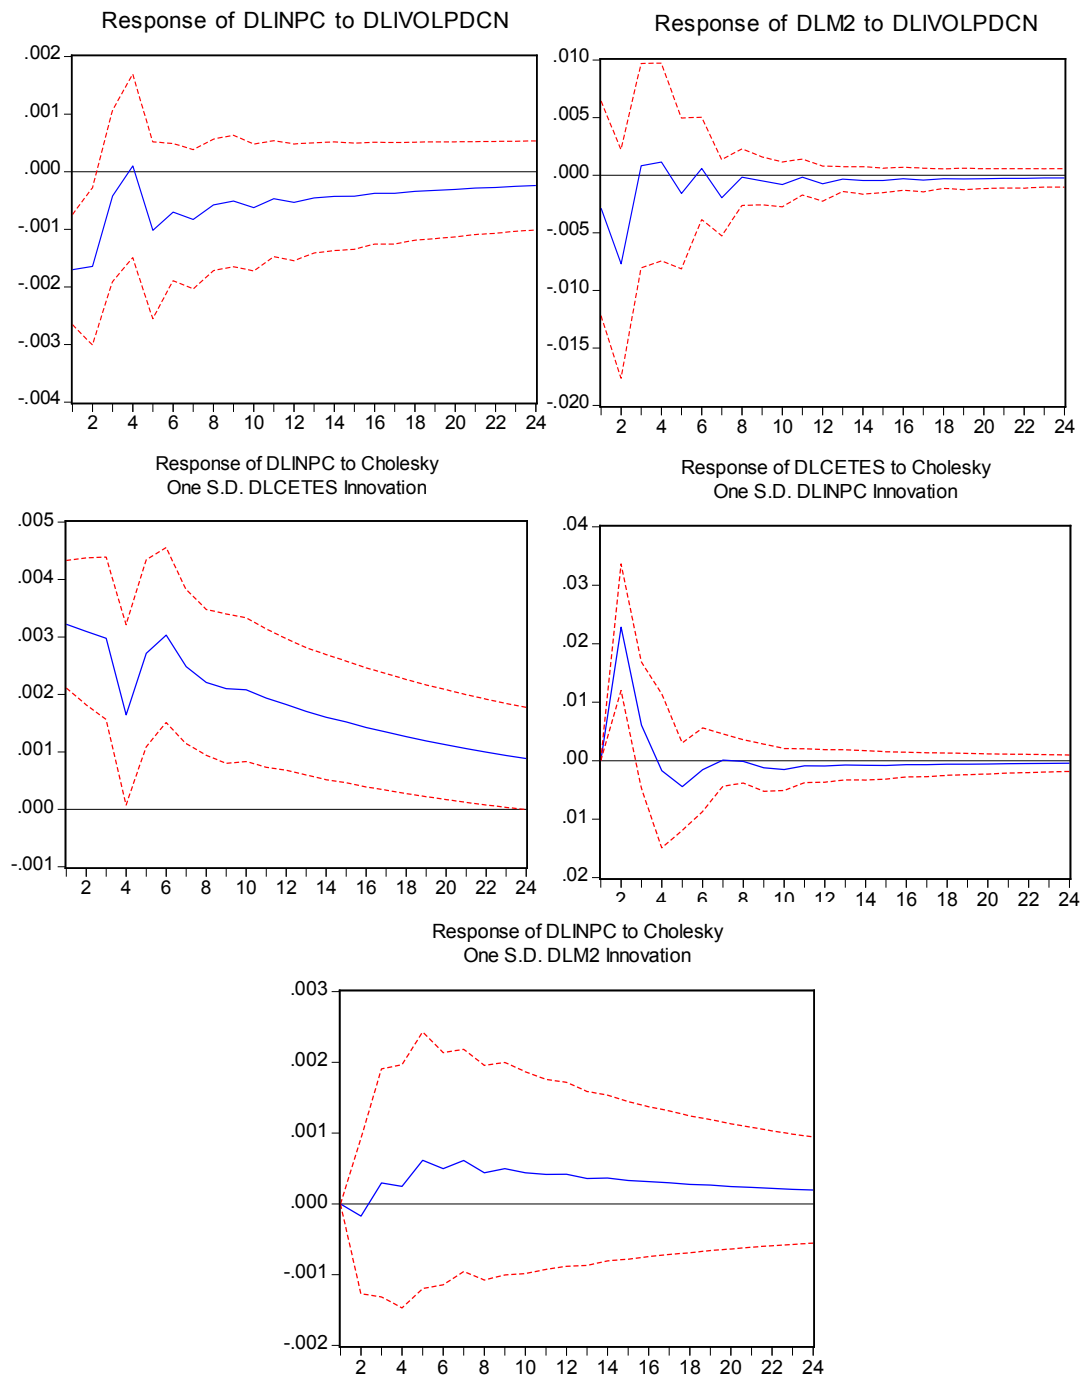 Response of DLINPC to DLIVOLPDCN
.002
.001
.000
-.001
-.002
-.003
-.004
2 4 6 8 10 12 14 16 18 20 22 24
Response of DLM2 to DLIVOLPDCN
.010
.005
.000
-.005
-.010
-.015
-.020
2 4 6 8 10 12 14 16 18 20 22 24
Response of DLINPC to Cholesky
One S.D. DLCETES Innovation
.005
.004
.003
.002
.001
.000
-.001
2 4 6 8 10 12 14 16 18 20 22 24
Response of DLCETES to Cholesky
One S.D. DLINPC Innovation
.04
.03
.02
.01
.00
.01
.02
2 4 6 8 10 12 14 16 18 20 22 24
Response of DLINPC to Cholesky
One S.D. DLM2 Innovation
.003
.002
.001
.000
-.001
-.002
2 4 6 8 10 12 14 16 18 20 22 24